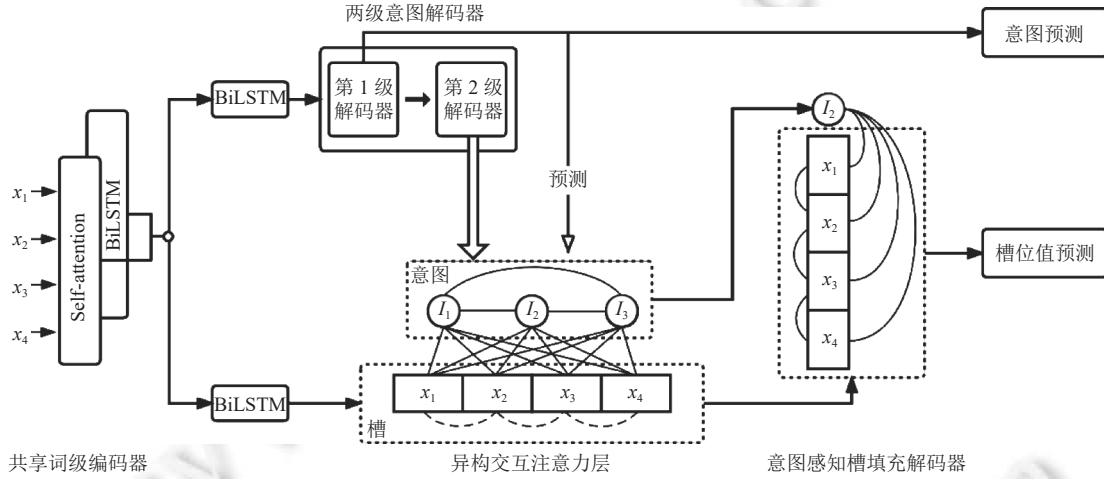 两级意图解码器
意图预测
第 1 级
解码器
第 2 级
解码器
BiLSTM
I₂
x₁
x₂
x₃
x₄
Self-attention
BiLSTM
x₁
x₂
x₃
x₄
预测
槽位值预测
意图
I₁
I₂
I₃
BiLSTM
x₁
x₂
x₃
x₄
槽
共享词级编码器
异构交互注意力层
意图感知槽填充解码器